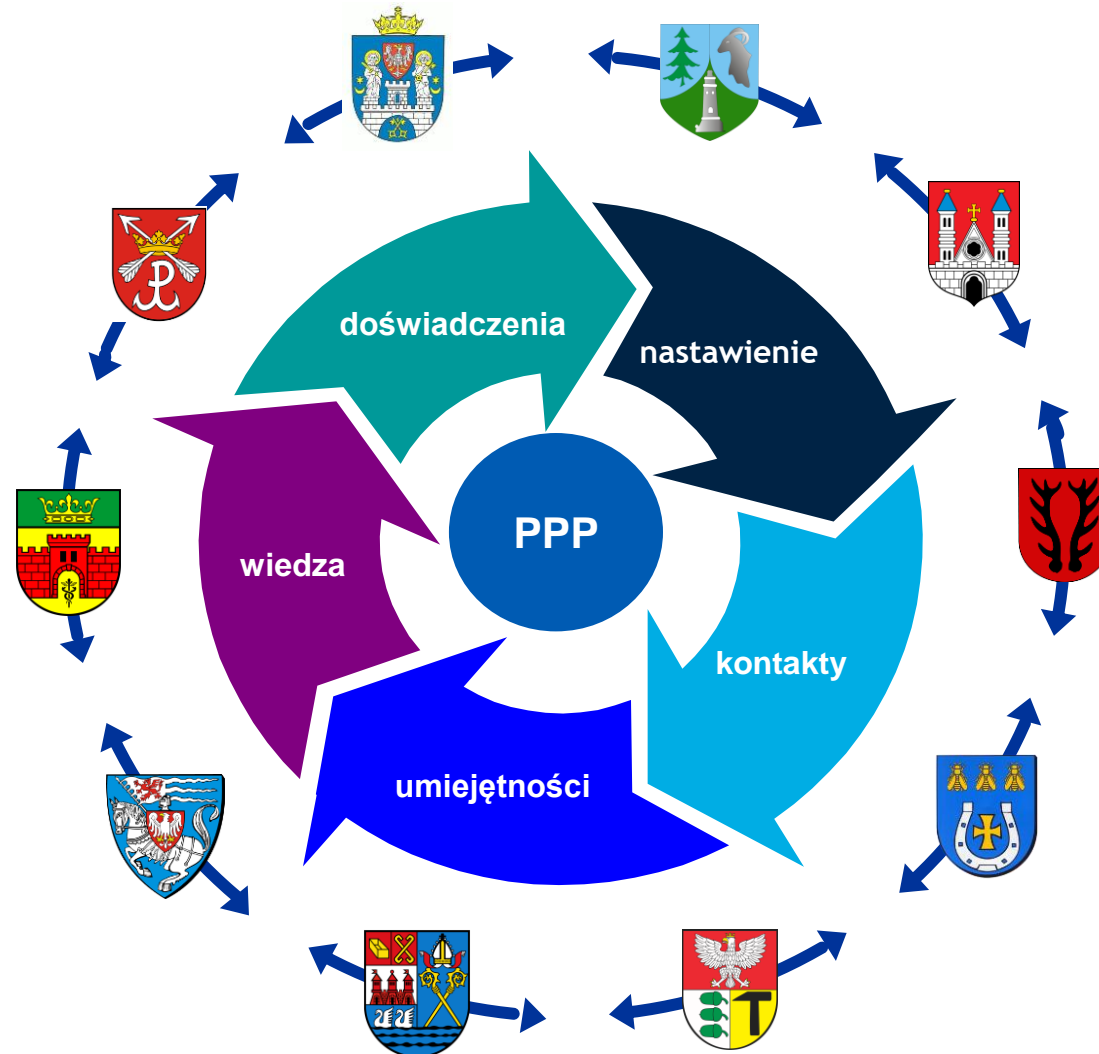 doświadczenia
nastawienie
PPP
wiedza
kontakty
umiejętności